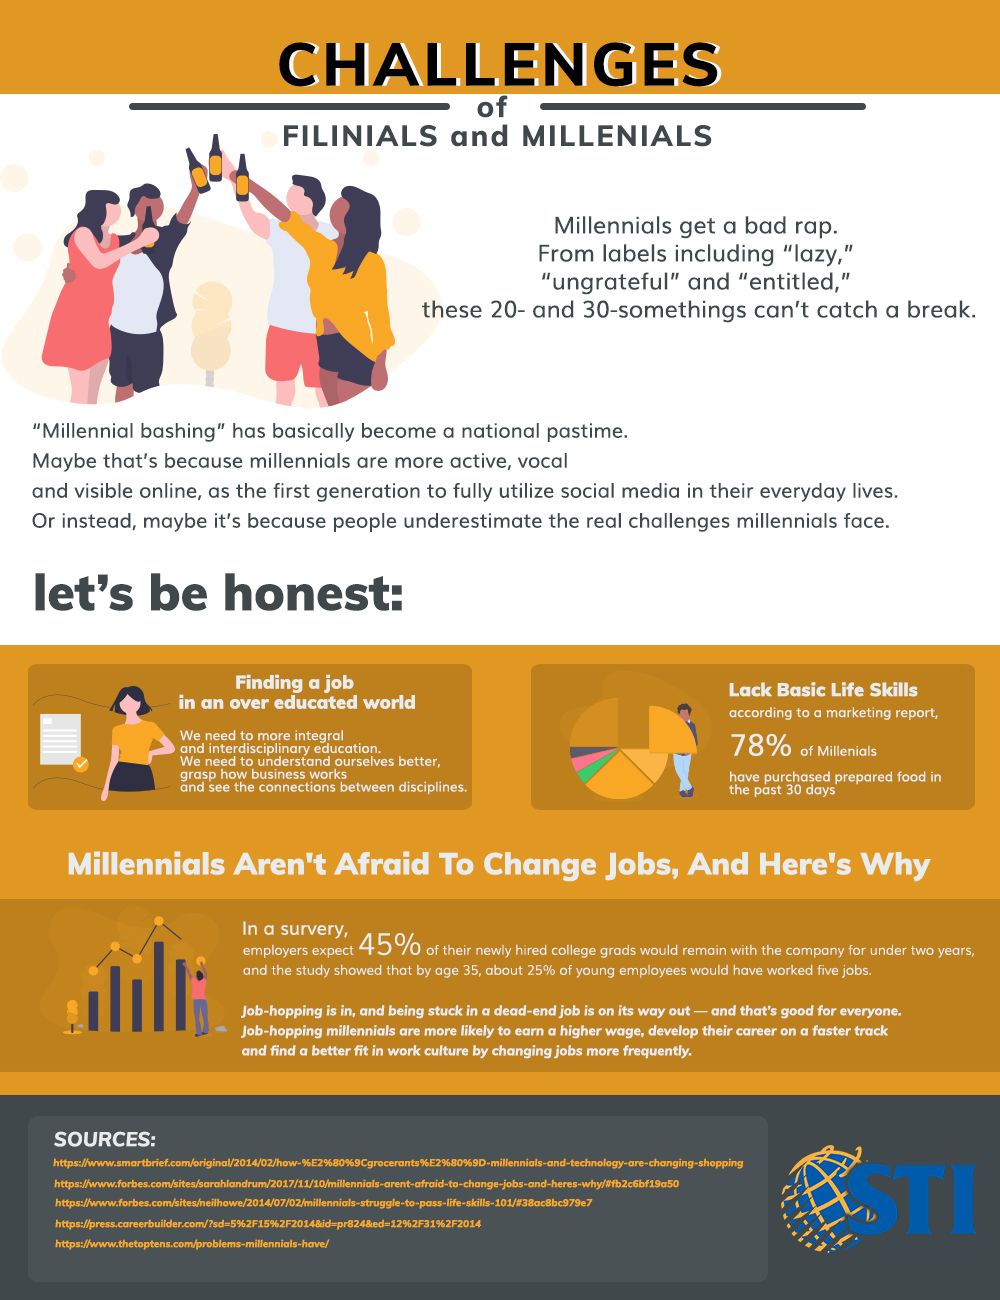 CHALLENGES
of
FILINIALS and MILLENIALS
Millennials get a bad rap.
From labels including “lazy,”
“ungrateful” and “entitled,”
these 20- and 30-somethings can’t catch a break.
“Millennial bashing” has basically become a national pastime.
Maybe that’s because millennials are more active, vocal
and visible online, as the first generation to fully utilize social media in their everyday lives.
Or instead, maybe it’s because people underestimate the real challenges millennials face.
let’s be honest:
Finding a job
in an over educated world
We need to more integral
and interdisciplinary education.
We need to understand ourselves better,
grasp how business works
and see the connections between disciplines.
Lack Basic Life Skills
according to a marketing report,
78% of Millenials
have purchased prepared food in
the past 30 days
Millennials Aren't Afraid To Change Jobs, And Here's Why
In a survery,
employers expect 45% of their newly hired college grads would remain with the company for under two years,
and the study showed that by age 35, about 25% of young employees would have worked five jobs.
Job-hopping is in, and being stuck in a dead-end job is on its way out — and that’s good for everyone.
Job-hopping millennials are more likely to earn a higher wage, develop their career on a faster track
and find a better fit in work culture by changing jobs more frequently.
SOURCES:
https://www.smartbrief.com/original/2014/02/how-%E2%80%9Cgrocerants%E2%80%9D-millennials-and-technology-are-changing-shopping
https://www.forbes.com/sites/sarahlandrum/2017/11/10/millennials-arent-afraid-to-change-jobs-and-heres-why/#fb2c6bf19a50
https://www.forbes.com/sites/neilhowe/2014/07/02/millennials-struggle-to-pass-life-skills-101/#38ac8bc979e7
https://press.careerbuilder.com/?sd=5%2F15%2F2014&id=pr824&ed=12%2F31%2F2014
https://www.thetoptens.com/problems-millennials-have/
STI